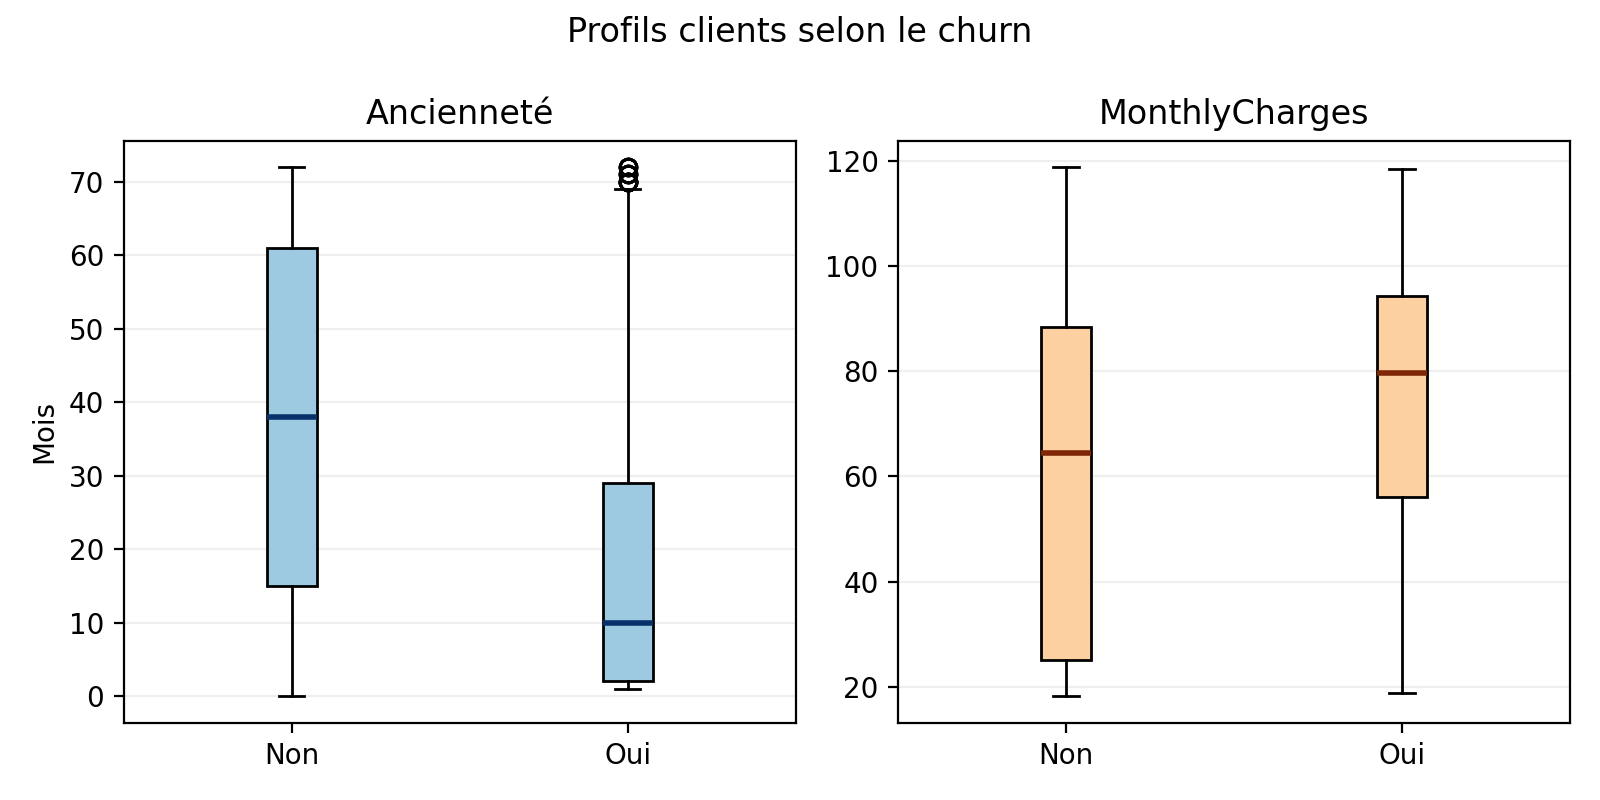 Profils clients selon le churn
Ancienneté
Mois
70
60
50
40
30
20
10
0
Non
Oui
MonthlyCharges
120
100
80
60
40
20
Non
Oui